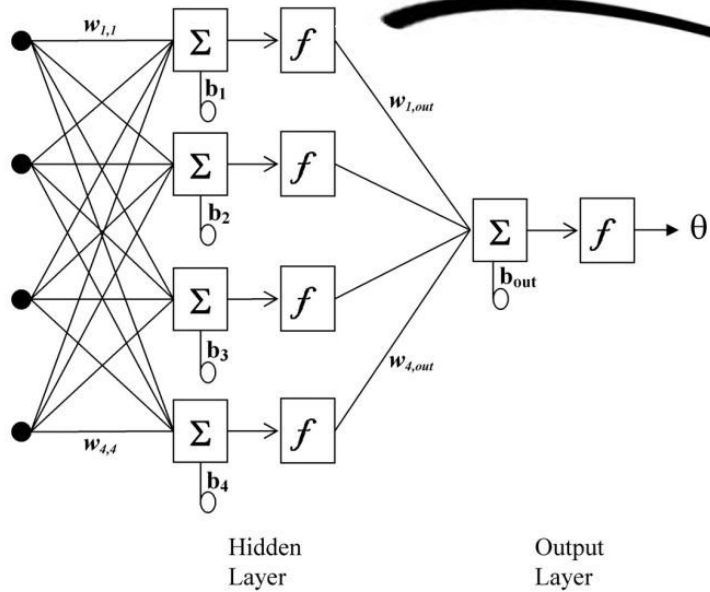 w1,1
Σ
f
b1
w1,out
Σ
f
b2
Σ
f
θ
bout
Σ
f
b3
w4,out
w4,4
Σ
f
b4
Hidden
Layer
Output
Layer